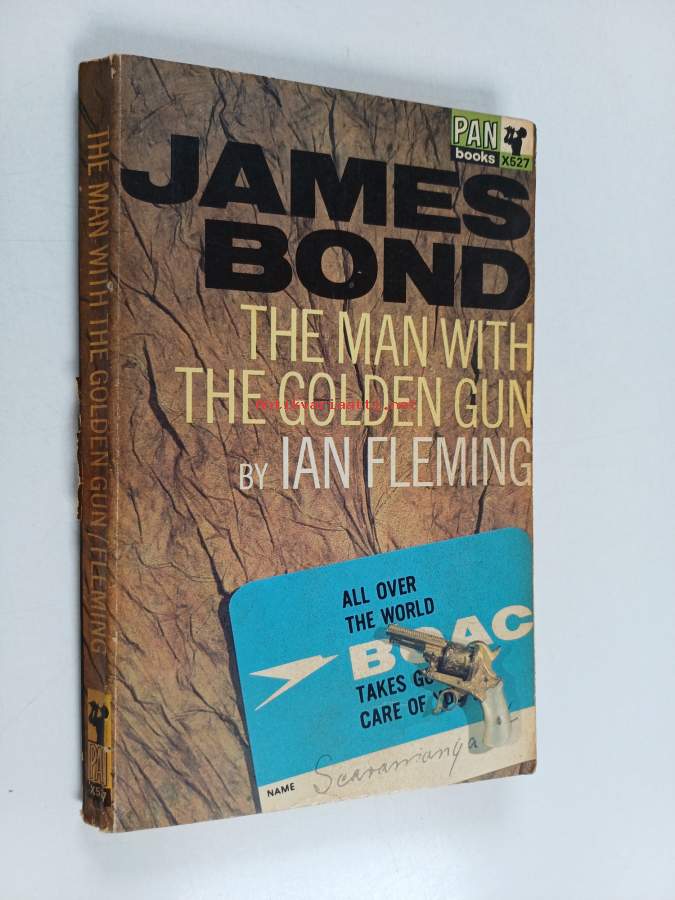 PAN
books X527
JAMES
BOND
THE MAN WITH
THE GOLDEN GUN
BY IAN FLEMING
ALL OVER
THE WORLD
BOAC
TAKES
CARE OF
NAME Scaramanga
THE MAN WITH THE GOLDEN GUN/FLEMING
PAN
X527
antikvariaatti.net